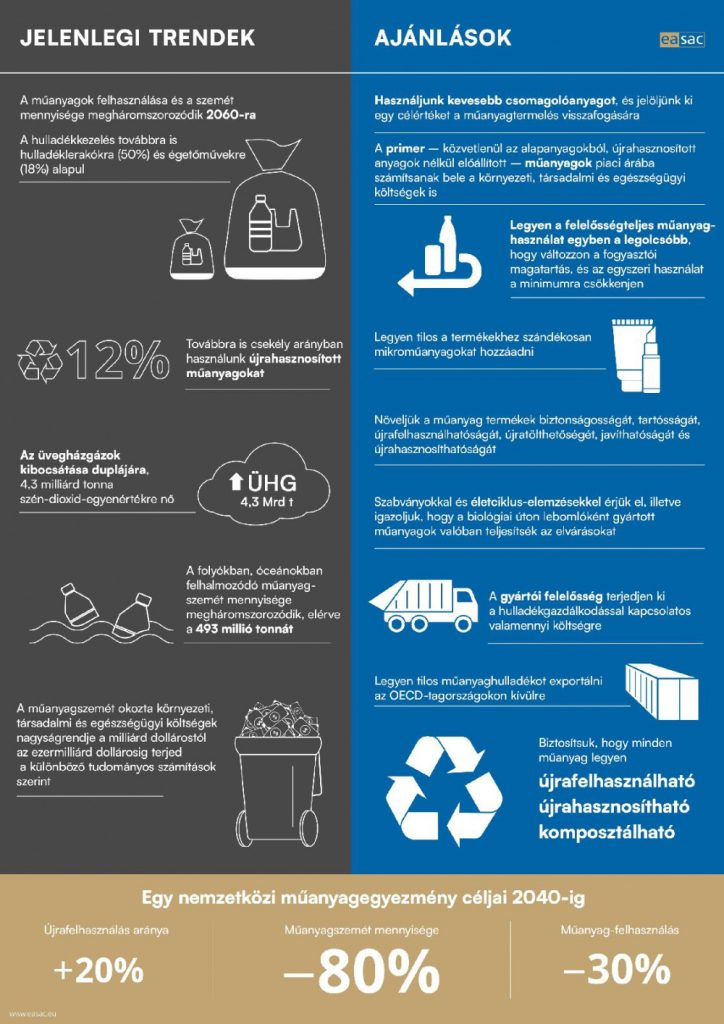 JELENLEGI TRENDEK
A műanyagok felhasználása és a szemét
mennyisége megháromszorozódik 2060-ra
A hulladékkezelés továbbra is
hulladéklerakókra (50%) és égetőművekre
(18%) alapul
12%
Továbbra is csekély arányban
használunk újrahasznosított
műanyagokat
Az üvegházgázok
kibocsátása duplájára,
4,3 milliárd tonna
szén-dioxid-egyenértékre nő
ÜHG
4,3 Mrd t
A folyókban, óceánokban
felhalmozódó műanyag-
szemét mennyisége
megháromszorozódik, elérve
a 493 millió tonnát
A műanyagszemét okozta környezeti,
társadalmi és egészségügyi költségek
nagyságrendje a milliárd dollárostól
az ezermilliárd dollárosig terjed
a különböző tudományos számítások
szerint
AJÁNLÁSOK
easac
Használjunk kevesebb csomagolóanyagot, és jelöljünk ki
egy célértéket a műanyagtermelés visszafogására
A primer – közvetlenül az alapanyagokból, újrahasznosított
anyagok nélkül előállított – műanyagok piaci árába
számítsanak bele a környezeti, társadalmi és egészségügyi
költségek is
Legyen a felelősségteljes műanyag-
használat egyben a legolcsóbb,
hogy változzon a fogyasztói
magatartás, és az egyszeri használat
a minimumra csökkenjen
Legyen tilos a termékekhez szándékosan
mikroműanyagokat hozzáadni
Növeljük a műanyag termékek biztonságosságát, tartósságát,
újrafelhasználhatóságát, újratölthetőségét, javíthatóságát és
újrahasznosíthatóságát
Szabványokkal és életciklus-elemzésekkel érjük el, illetve
igazoljuk, hogy a biológiai úton lebomlóként gyártott
műanyagok valóban teljesítsék az elvárásokat
A gyártói felelősség terjedjen ki
a hulladékgazdálkodással kapcsolatos
valamennyi költségre
Legyen tilos műanyaghulladékot exportálni
az OECD-tagországokon kívülre
Biztosítsuk, hogy minden
műanyag legyen
újrafelhasználható
újrahasznosítható
komposztálható
Egy nemzetközi műanyagegyezmény céljai 2040-ig
Újrafelhasználás aránya
+20%
Műanyagszemét mennyisége
–80%
Műanyag-felhasználás
–30%
www.easac.eu